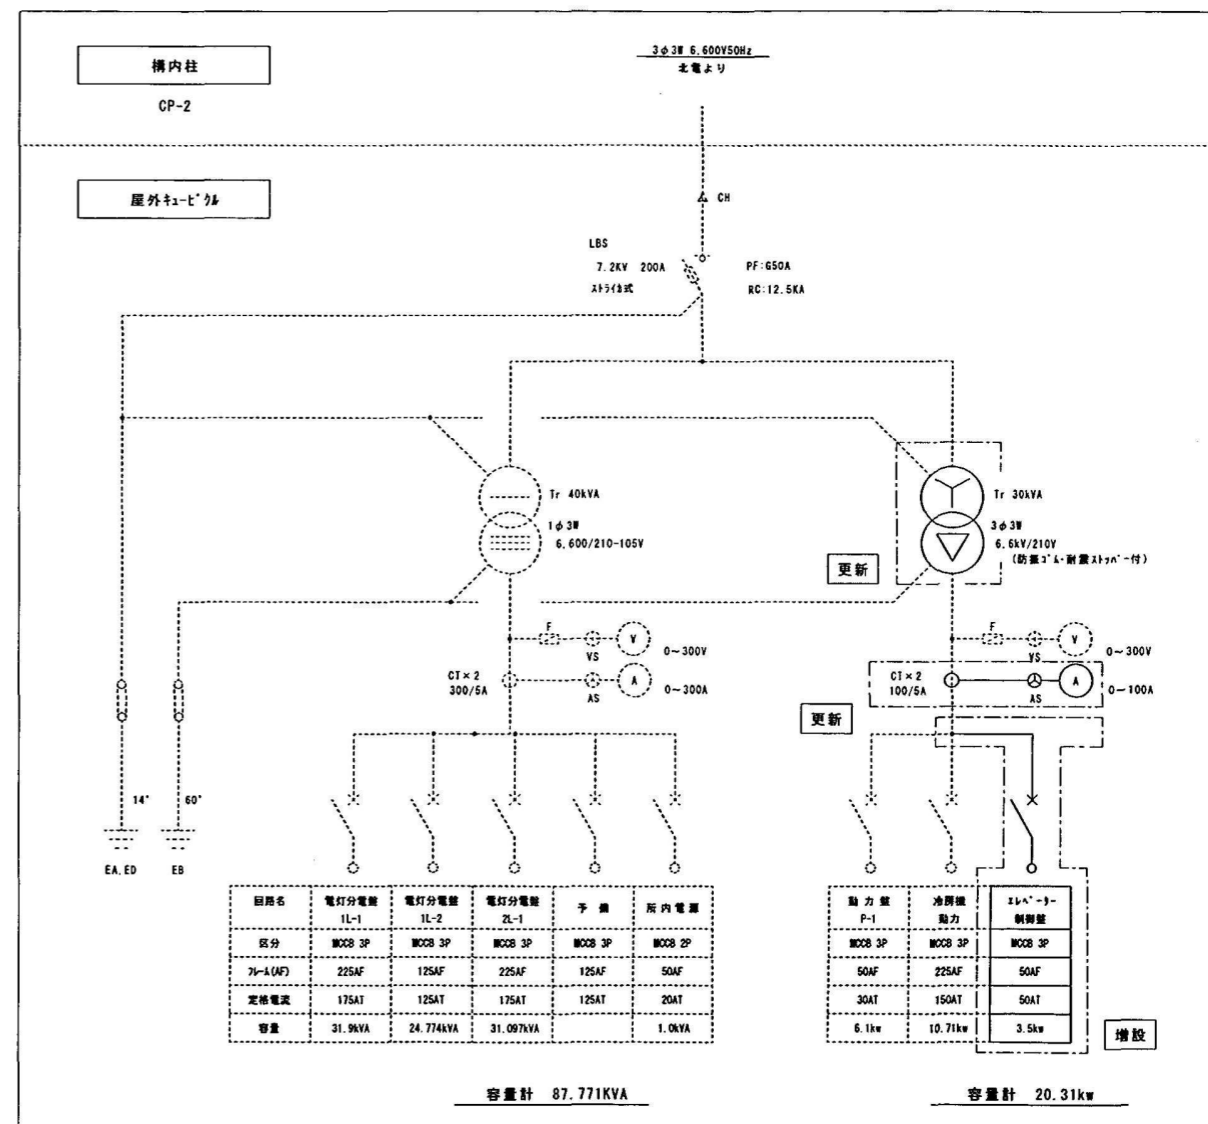 3φ3W 6,600V50Hz
北電より
構内柱
CP-2
屋外キュービクル
CH
LBS
7.2KV 200A
ストライカ式
PF:G50A
RC:12.5KA
Tr 40kVA
1φ3W
6,600/210-105V
Tr 30kVA
3φ3W
6.6kV/210V
(防振ゴム・耐震ストッパー付)
更新
F
VS
V
0~300V
CT×2
300/5A
AS
A
0~300A
F
VS
V
0~300V
CT×2
100/5A
AS
A
0~100A
更新
14°
60°
EA.ED
EB
回路名 電灯分電盤 1L-1 電灯分電盤 1L-2 電灯分電盤 2L-1 予備 所内電源
区分 MCCB 3P MCCB 3P MCCB 3P MCCB 3P MCCB 2P
フレーム(AF) 225AF 125AF 225AF 125AF 50AF
定格電流 175AT 125AT 175AT 125AT 20AT
容量 31.9kVA 24.774kVA 31.097kVA 1.0kVA
動力盤 P-1 冷房機 動力 エレベーター 制御盤
MCCB 3P MCCB 3P MCCB 3P
50AF 225AF 50AF
30AT 150AT 50AT
6.1kw 10.71kw 3.5kw
増設
容量計 87.771KVA
容量計 20.31kw